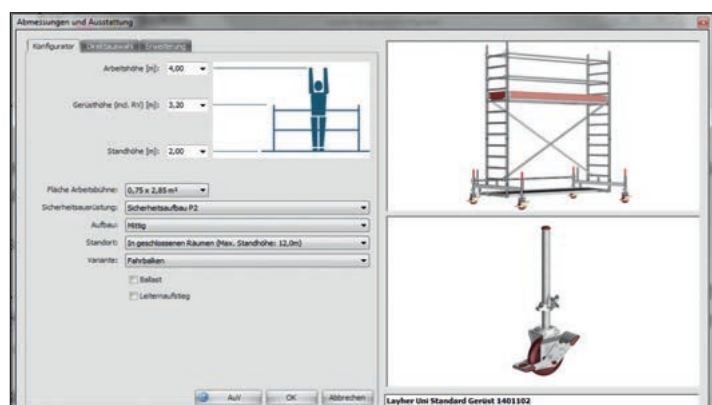 Abmessungen und Ausstattung
Konfigurator Direktauswahl Erweiterung
Arbeitshöhe [m]: 4,00
Gerüsthöhe (incl. RV) [m]: 3,20
Standhöhe [m]: 2,00
Fläche Arbeitsbühne: 0,75 x 2,85 m²
Sicherheitsausrüstung: Sicherheitsaufbau P2
Aufbau: Mittig
Standort: In geschlossenen Räumen (Max. Standhöhe: 12,0m)
Variante: Fahrbalken
Ballast
Leiternaufstieg
AuV OK Abbrechen
Layher Uni Standard Gerüst 1401102